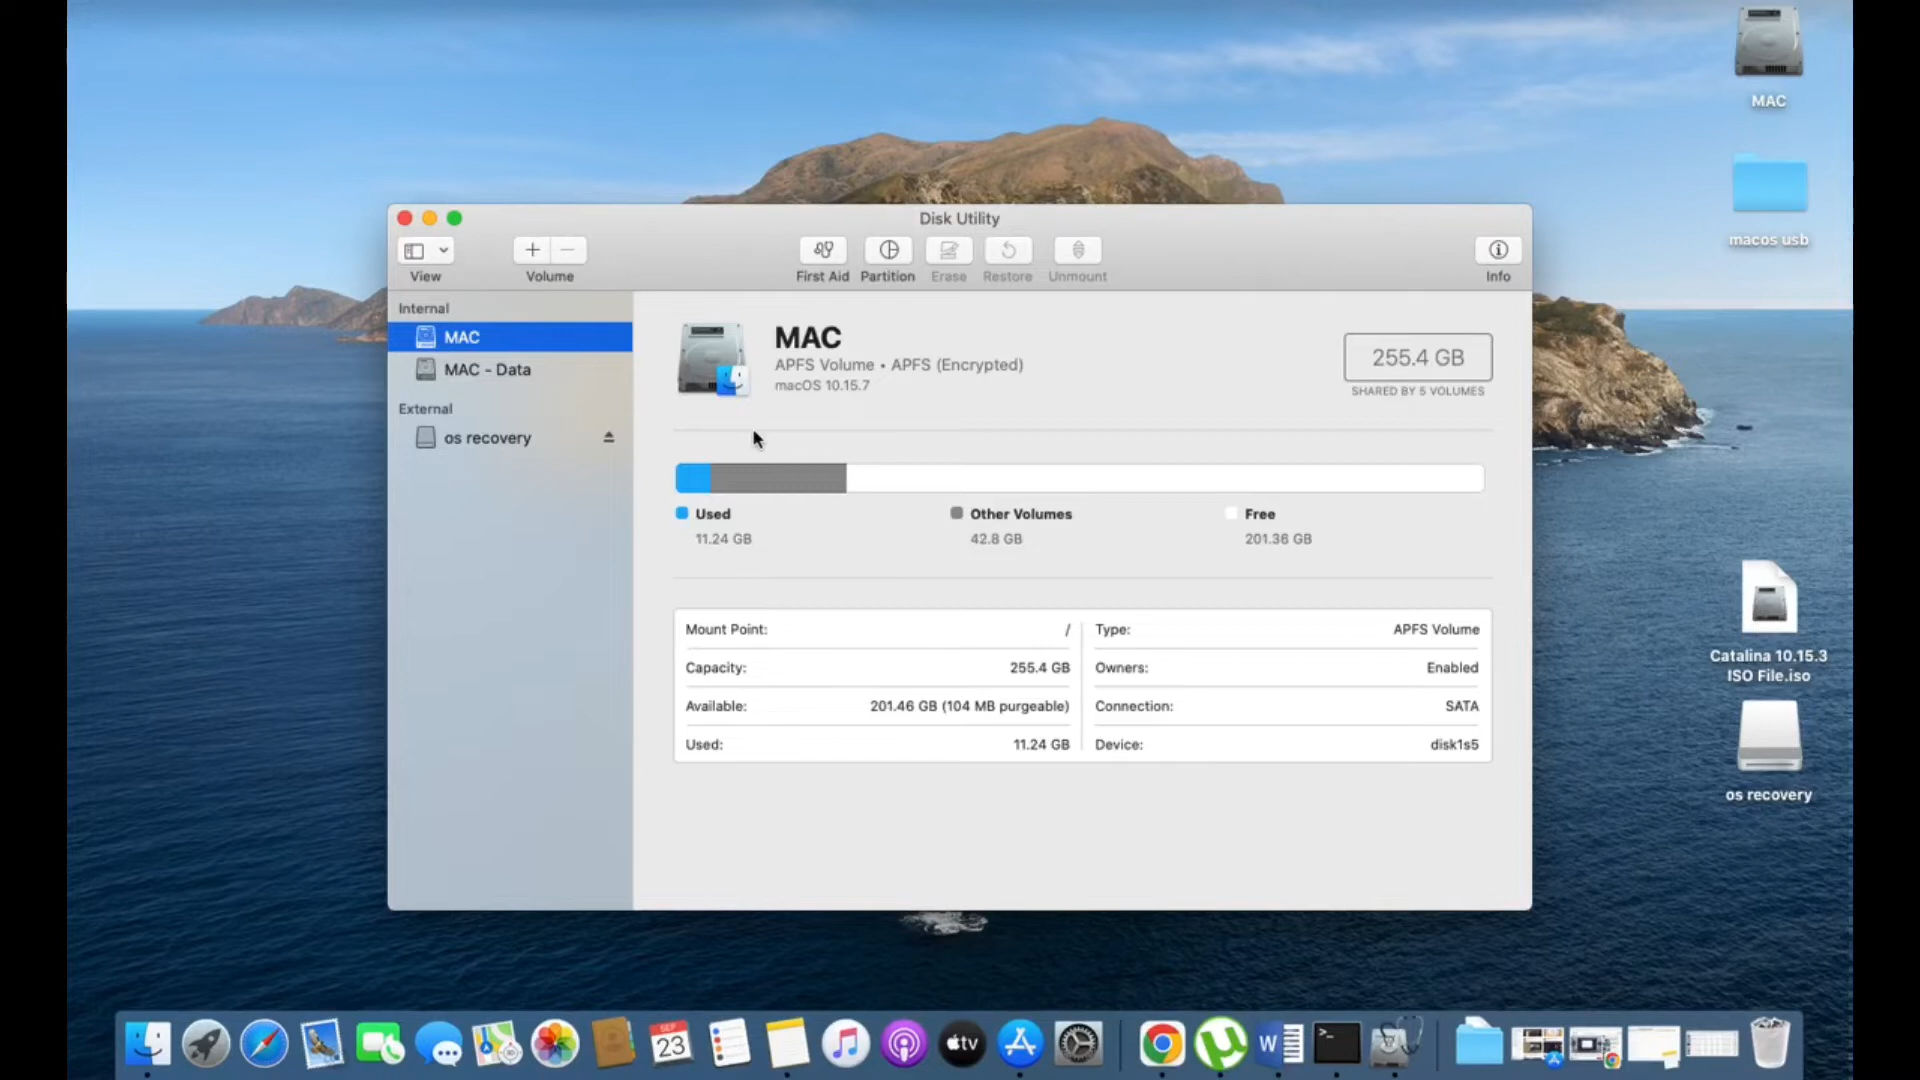 MAC
macos usb
Disk Utility
View
Volume
First Aid
Partition
Erase
Restore
Unmount
Info
Internal
MAC
MAC - Data
External
os recovery
MAC
APFS Volume • APFS (Encrypted)
macOS 10.15.7
255.4 GB
SHARED BY 5 VOLUMES
Used
11.24 GB
Other Volumes
42.8 GB
Free
201.36 GB
Mount Point: /
Capacity: 255.4 GB
Available: 201.46 GB (104 MB purgeable)
Used: 11.24 GB
Type: APFS Volume
Owners: Enabled
Connection: SATA
Device: disk1s5
Catalina 10.15.3
ISO File.iso
os recovery
SEP
23
tv
W
>_